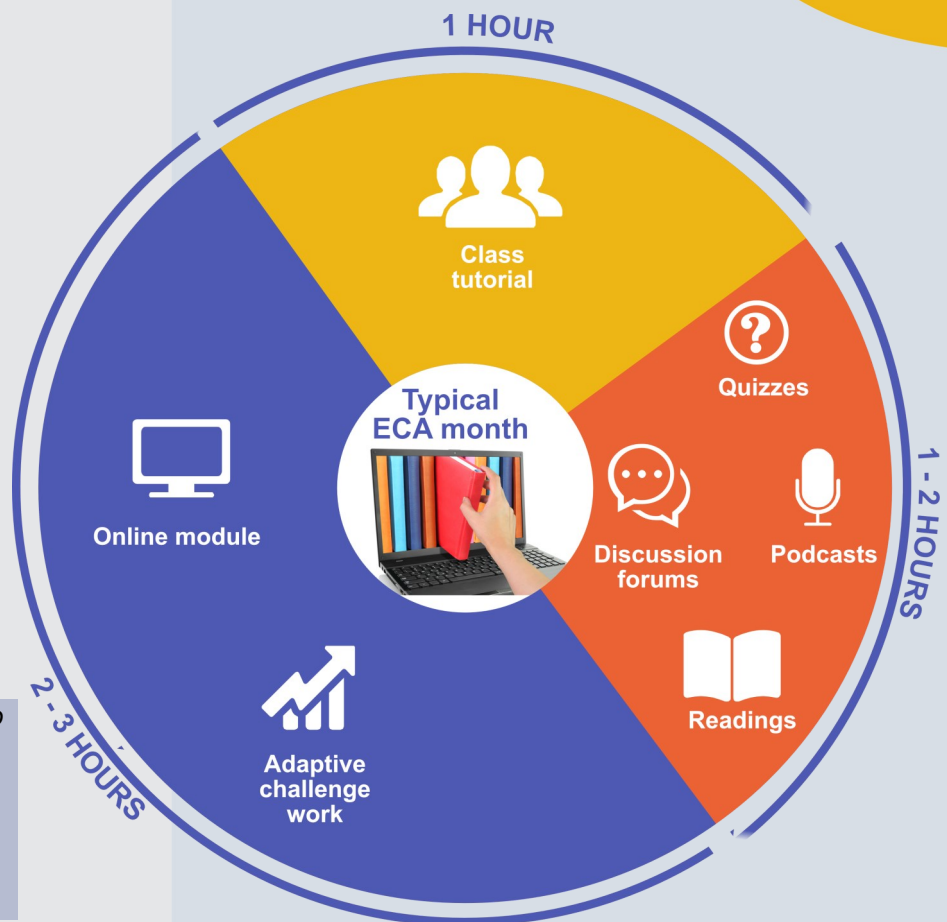 1 HOUR
Class
tutorial
Quizzes
Typical
ECA month
1 - 2 HOURS
Online module
Discussion
forums
Podcasts
Readings
2 - 3 HOURS
Adaptive
challenge
work